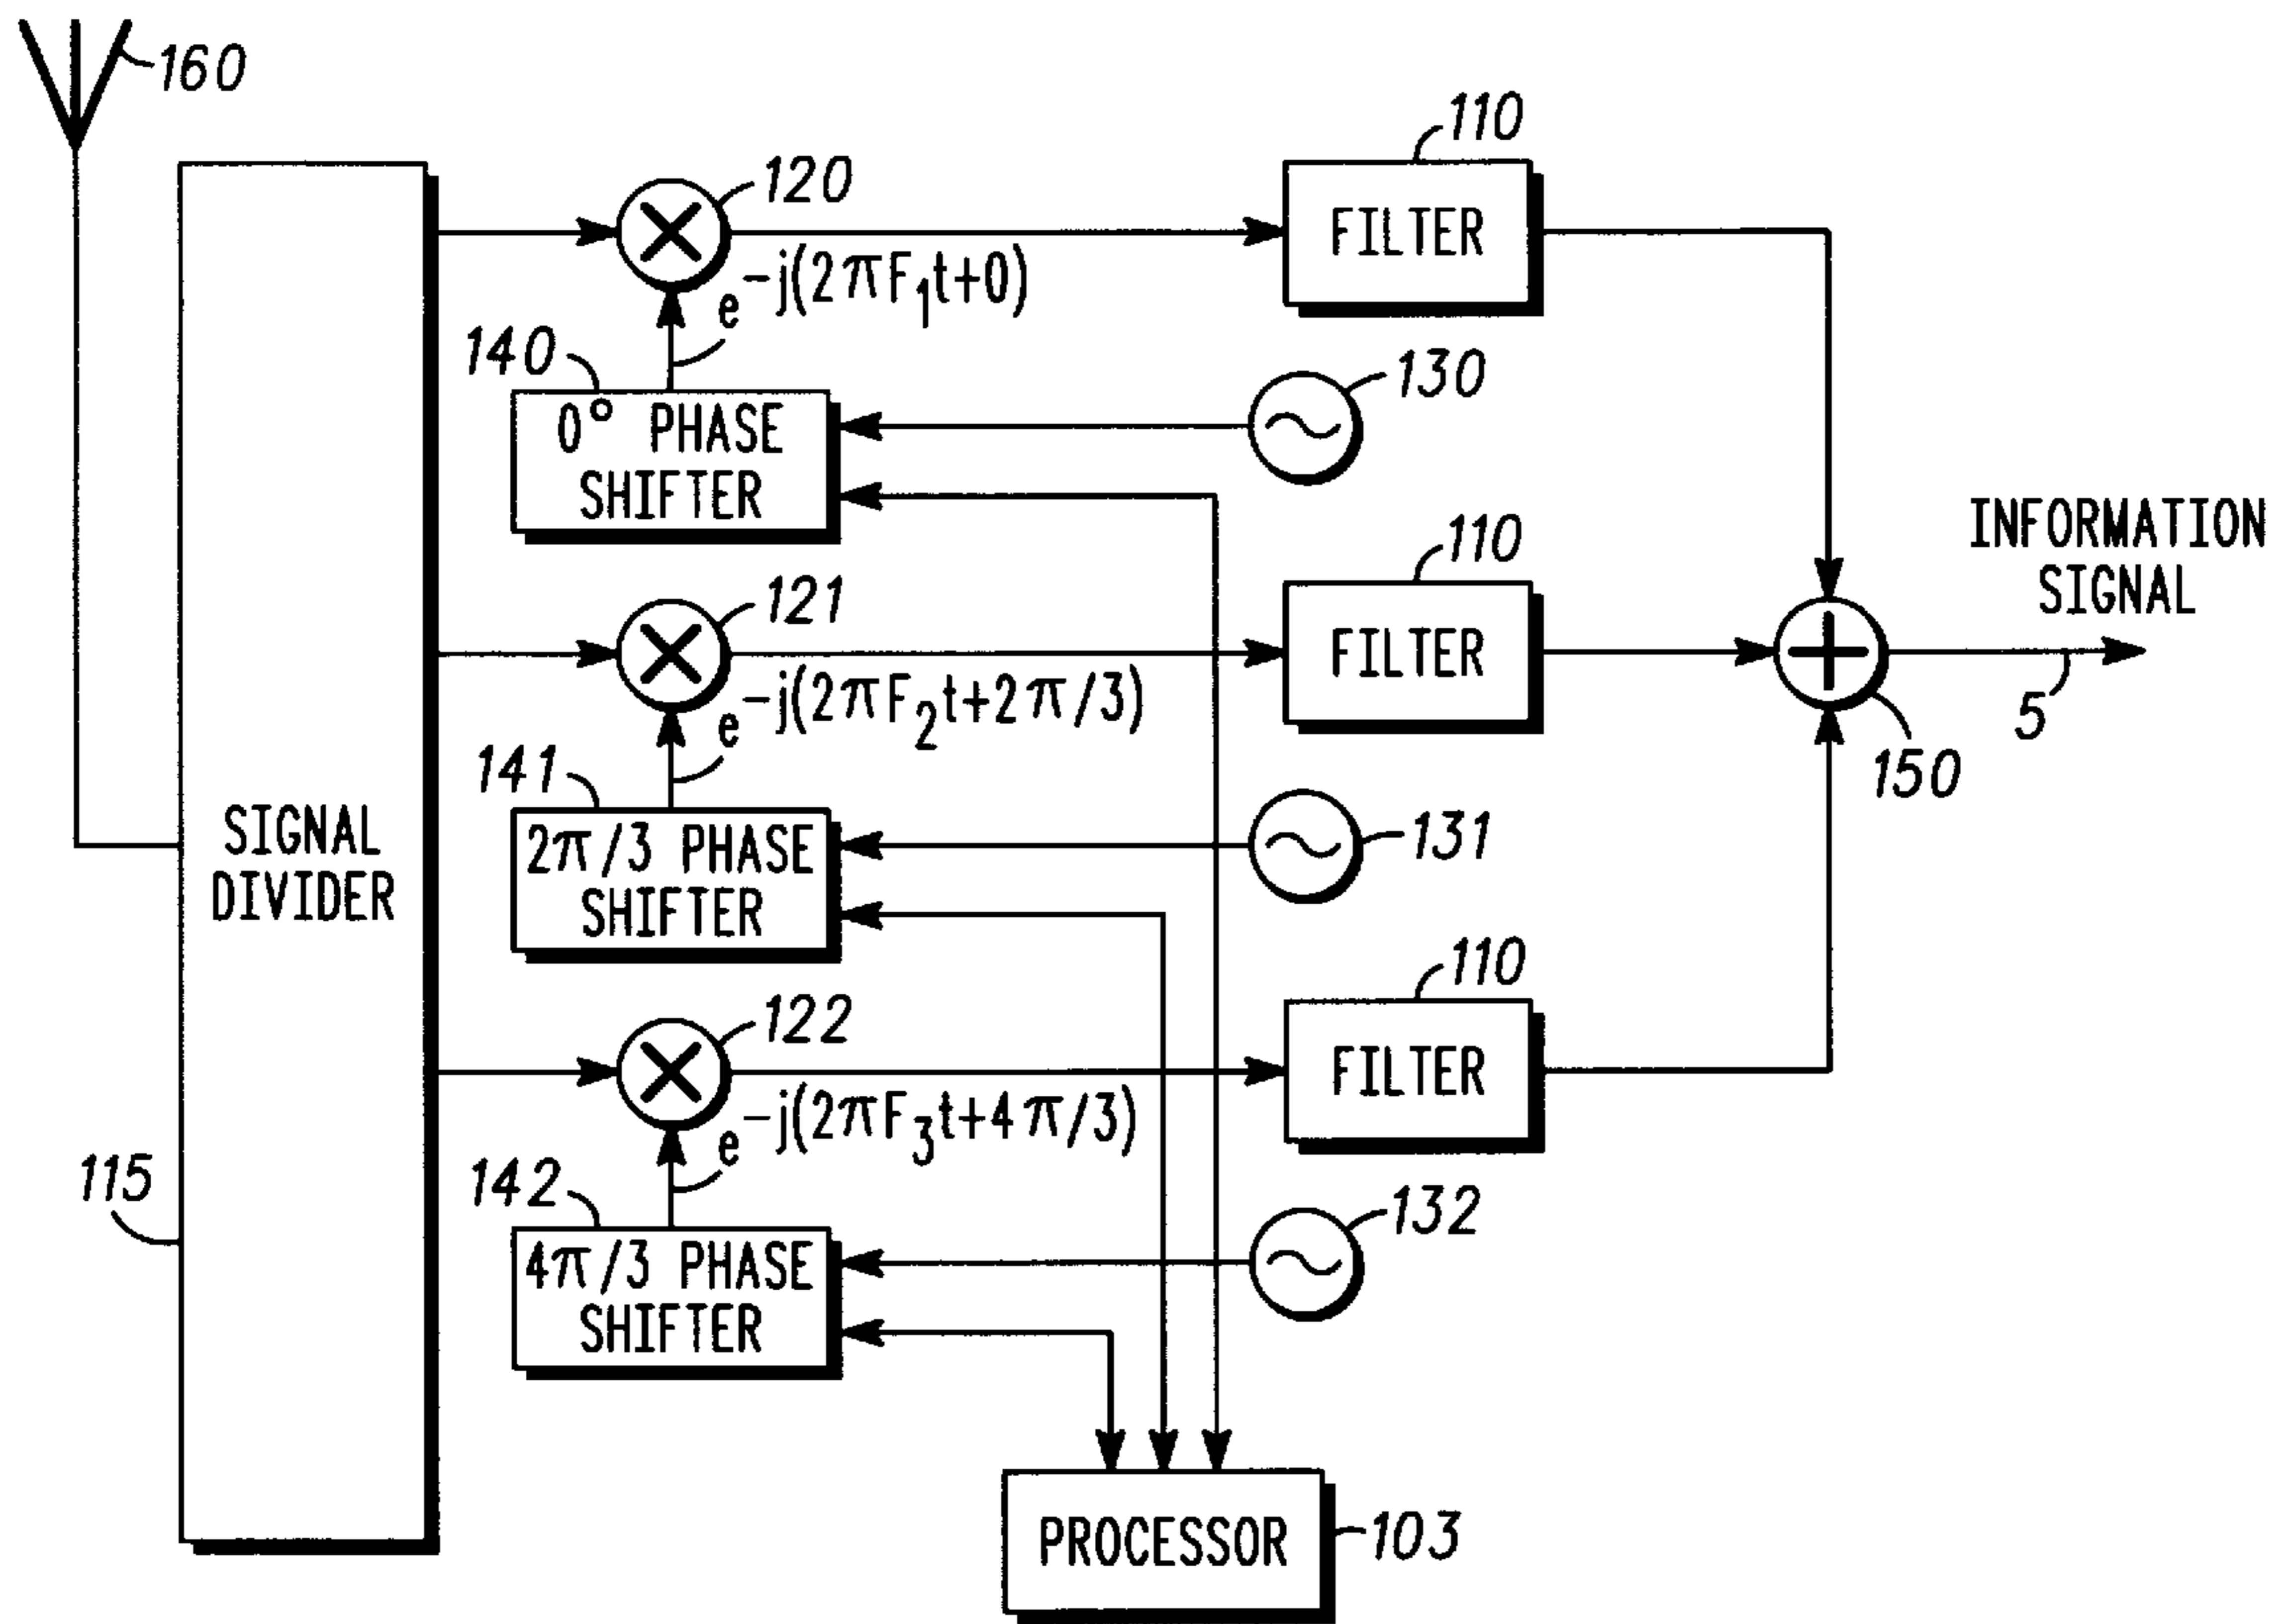 160
120
110
FILTER
e^-j(2πF₁t+0)
140
0° PHASE
SHIFTER
130
121
110
FILTER
INFORMATION
SIGNAL
5
150
e^-j(2πF₂t+2π/3)
141
2π/3 PHASE
SHIFTER
131
SIGNAL
DIVIDER
122
110
FILTER
e^-j(2πF₃t+4π/3)
142
4π/3 PHASE
SHIFTER
132
115
PROCESSOR
103